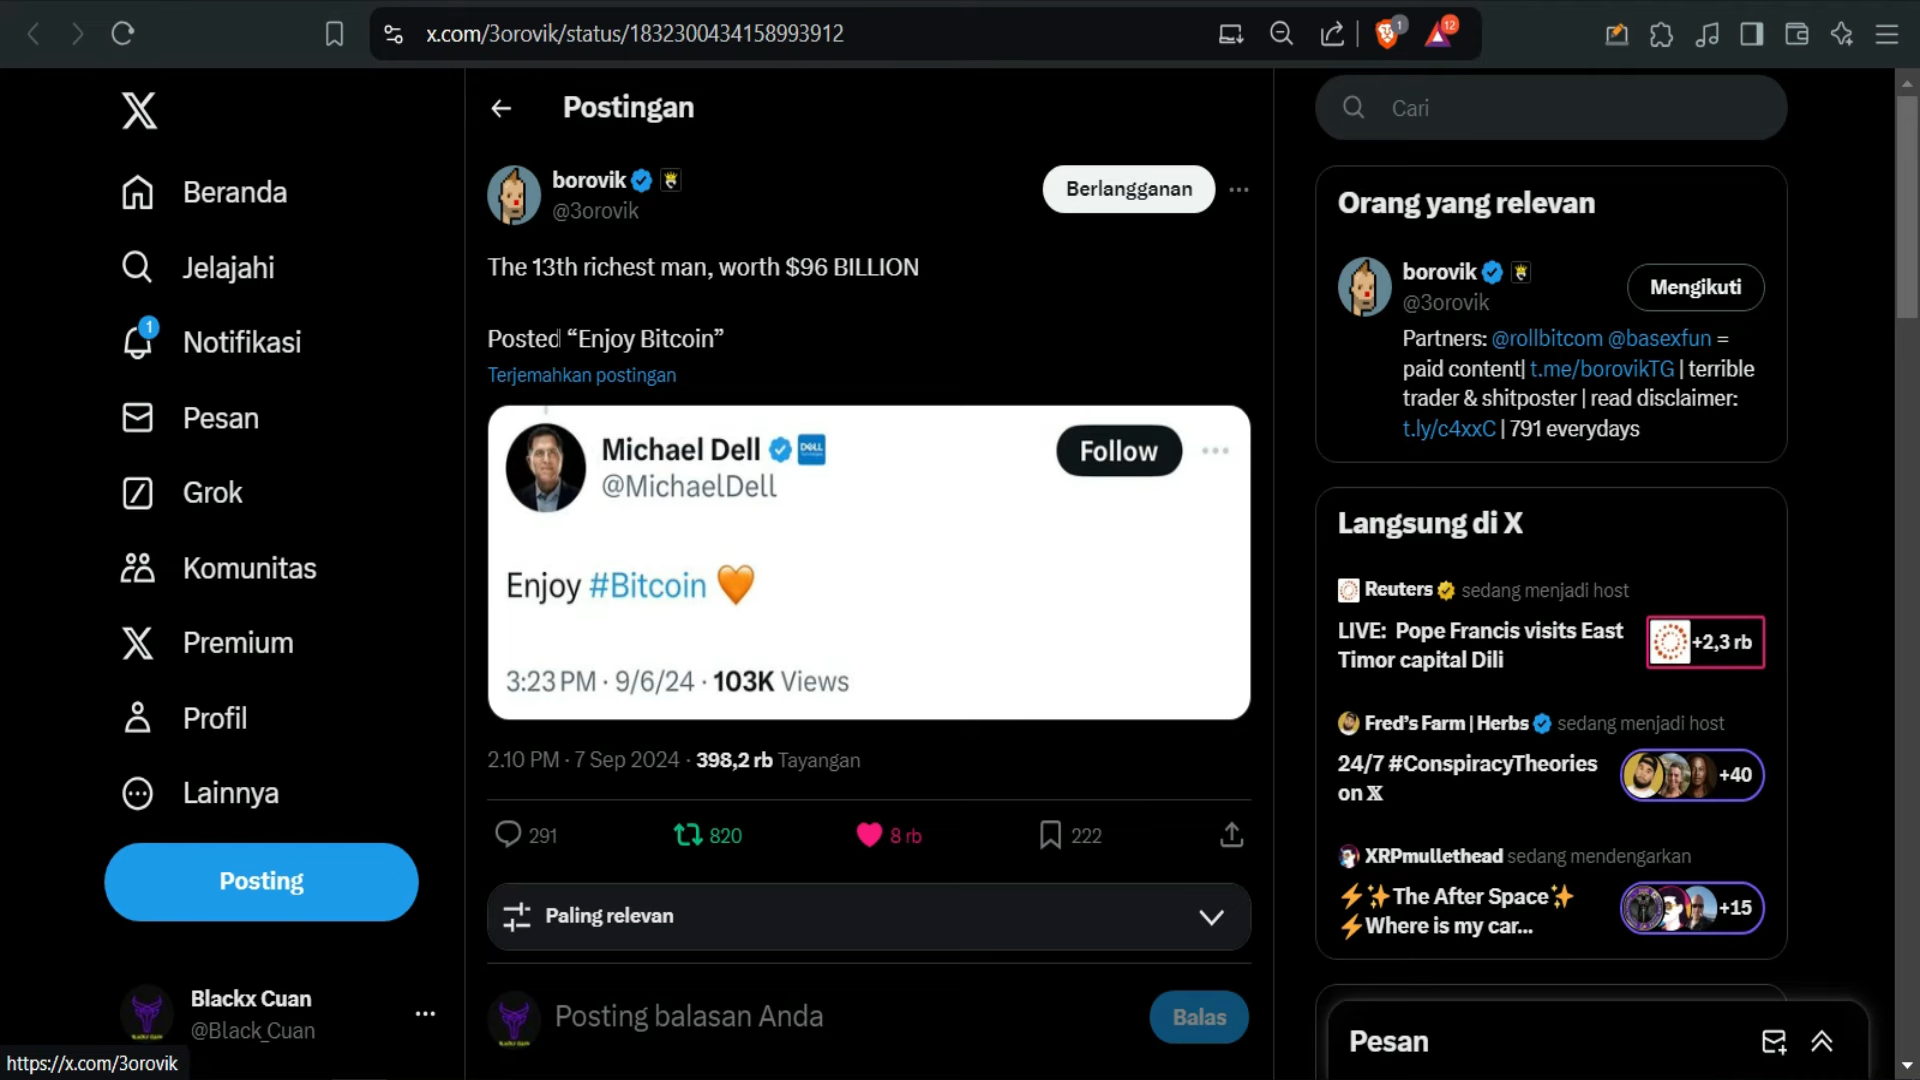 x.com/3orovik/status/1832300434158993912
1
12
Beranda
Jelajahi
1
Notifikasi
Pesan
Grok
Komunitas
Premium
Profil
Lainnya
Posting
Blackx Cuan
@Black_Cuan
https://x.com/3orovik
Postingan
borovik
@3orovik
Berlangganan
The 13th richest man, worth $96 BILLION
Posted “Enjoy Bitcoin”
Terjemahkan postingan
Michael Dell
DELL
@MichaelDell
Follow
Enjoy #Bitcoin 🧡
3:23 PM · 9/6/24 · 103K Views
2.10 PM · 7 Sep 2024 · 398,2 rb Tayangan
291
820
8 rb
222
Paling relevan
Posting balasan Anda
Balas
Cari
Orang yang relevan
borovik
@3orovik
Mengikuti
Partners: @rollbitcom @basexfun =
paid content| t.me/borovikTG | terrible
trader & shitposter | read disclaimer:
t.ly/c4xxC | 791 everydays
Langsung di X
Reuters sedang menjadi host
LIVE: Pope Francis visits East
Timor capital Dili
+2,3 rb
Fred’s Farm | Herbs sedang menjadi host
24/7 #ConspiracyTheories
on 𝕏
+40
XRPmullethead sedang mendengarkan
⚡✨The After Space✨
⚡Where is my car...
+15
Pesan